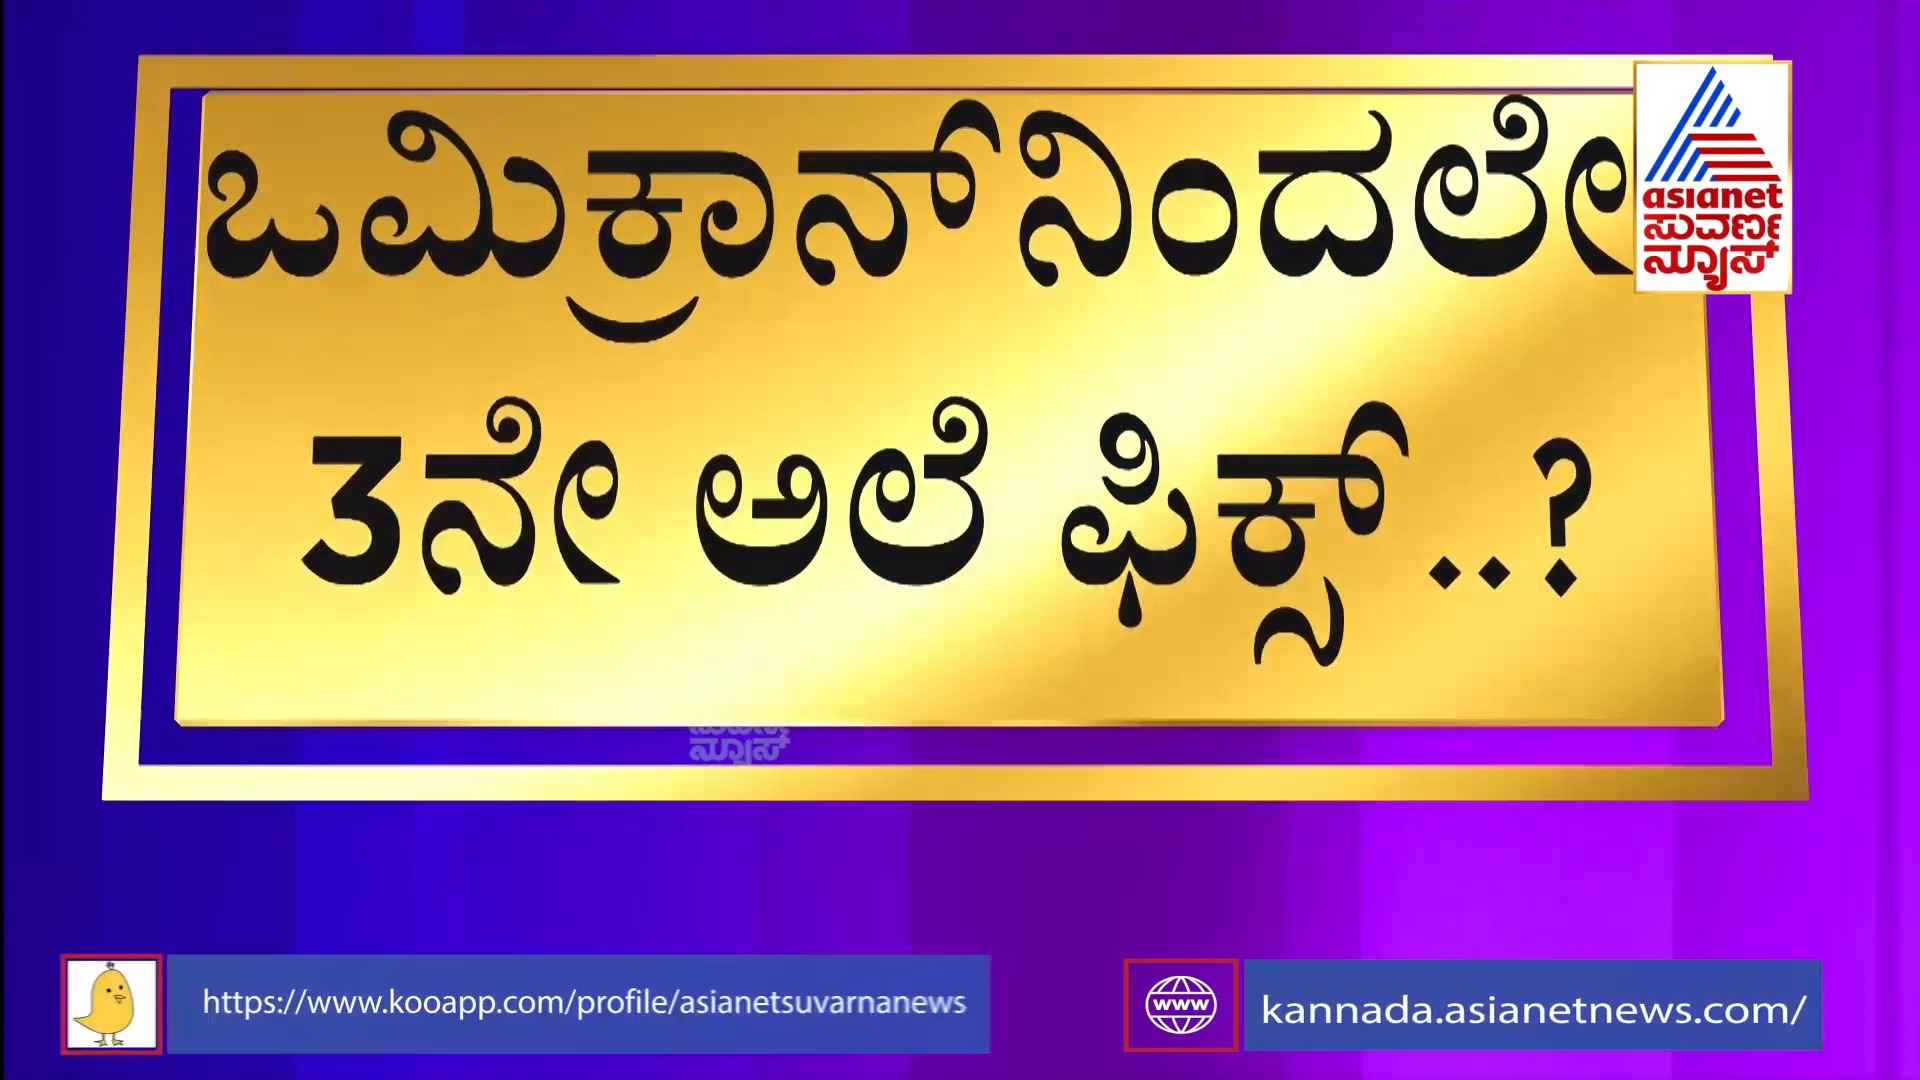 ಒಮಿಕ್ರಾನ್‌ನಿಂದಲೇ
3ನೇ ಅಲೆ ಫಿಕ್ಸ್..?
asianet
ಸುವರ್ಣ
ನ್ಯೂಸ್
ನ್ಯೂಸ್
https://www.kooapp.com/profile/asianetsuvarnanews
www
kannada.asianetnews.com/